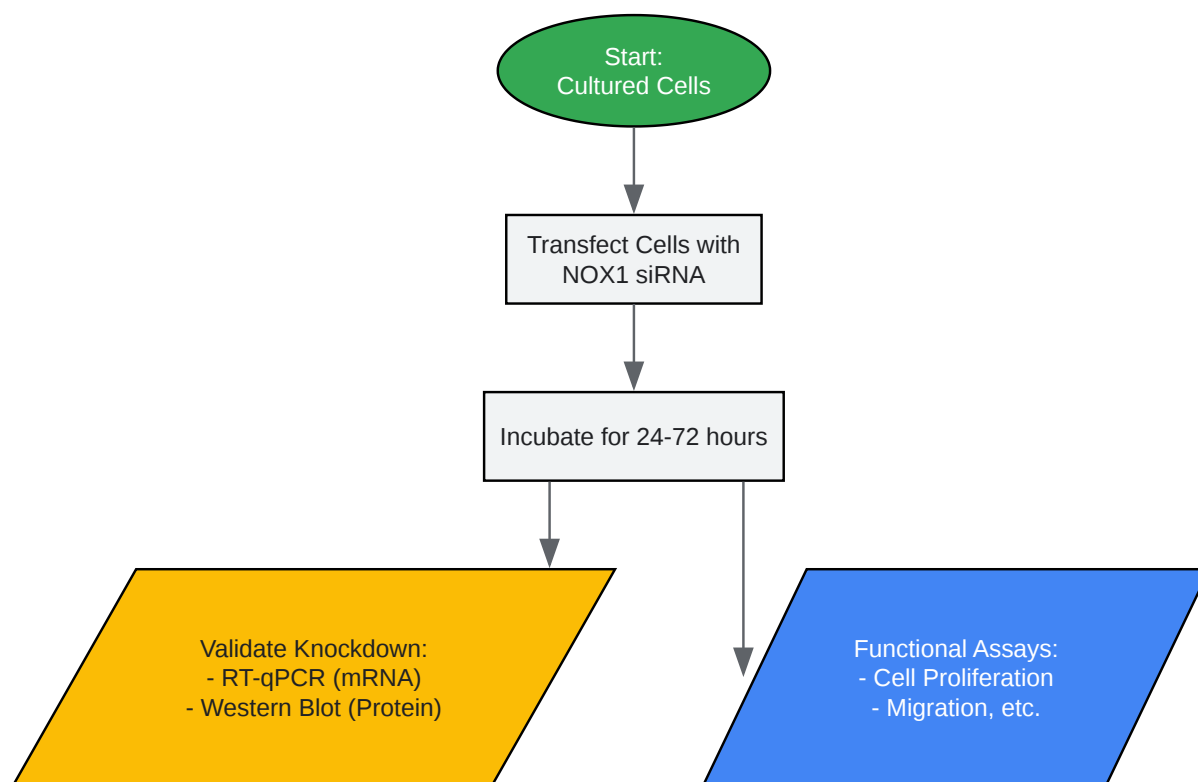 Start:
Cultured Cells
Transfect Cells with
NOX1 siRNA
Incubate for 24-72 hours
Validate Knockdown:
- RT-qPCR (mRNA)
- Western Blot (Protein)
Functional Assays:
- Cell Proliferation
- Migration, etc.